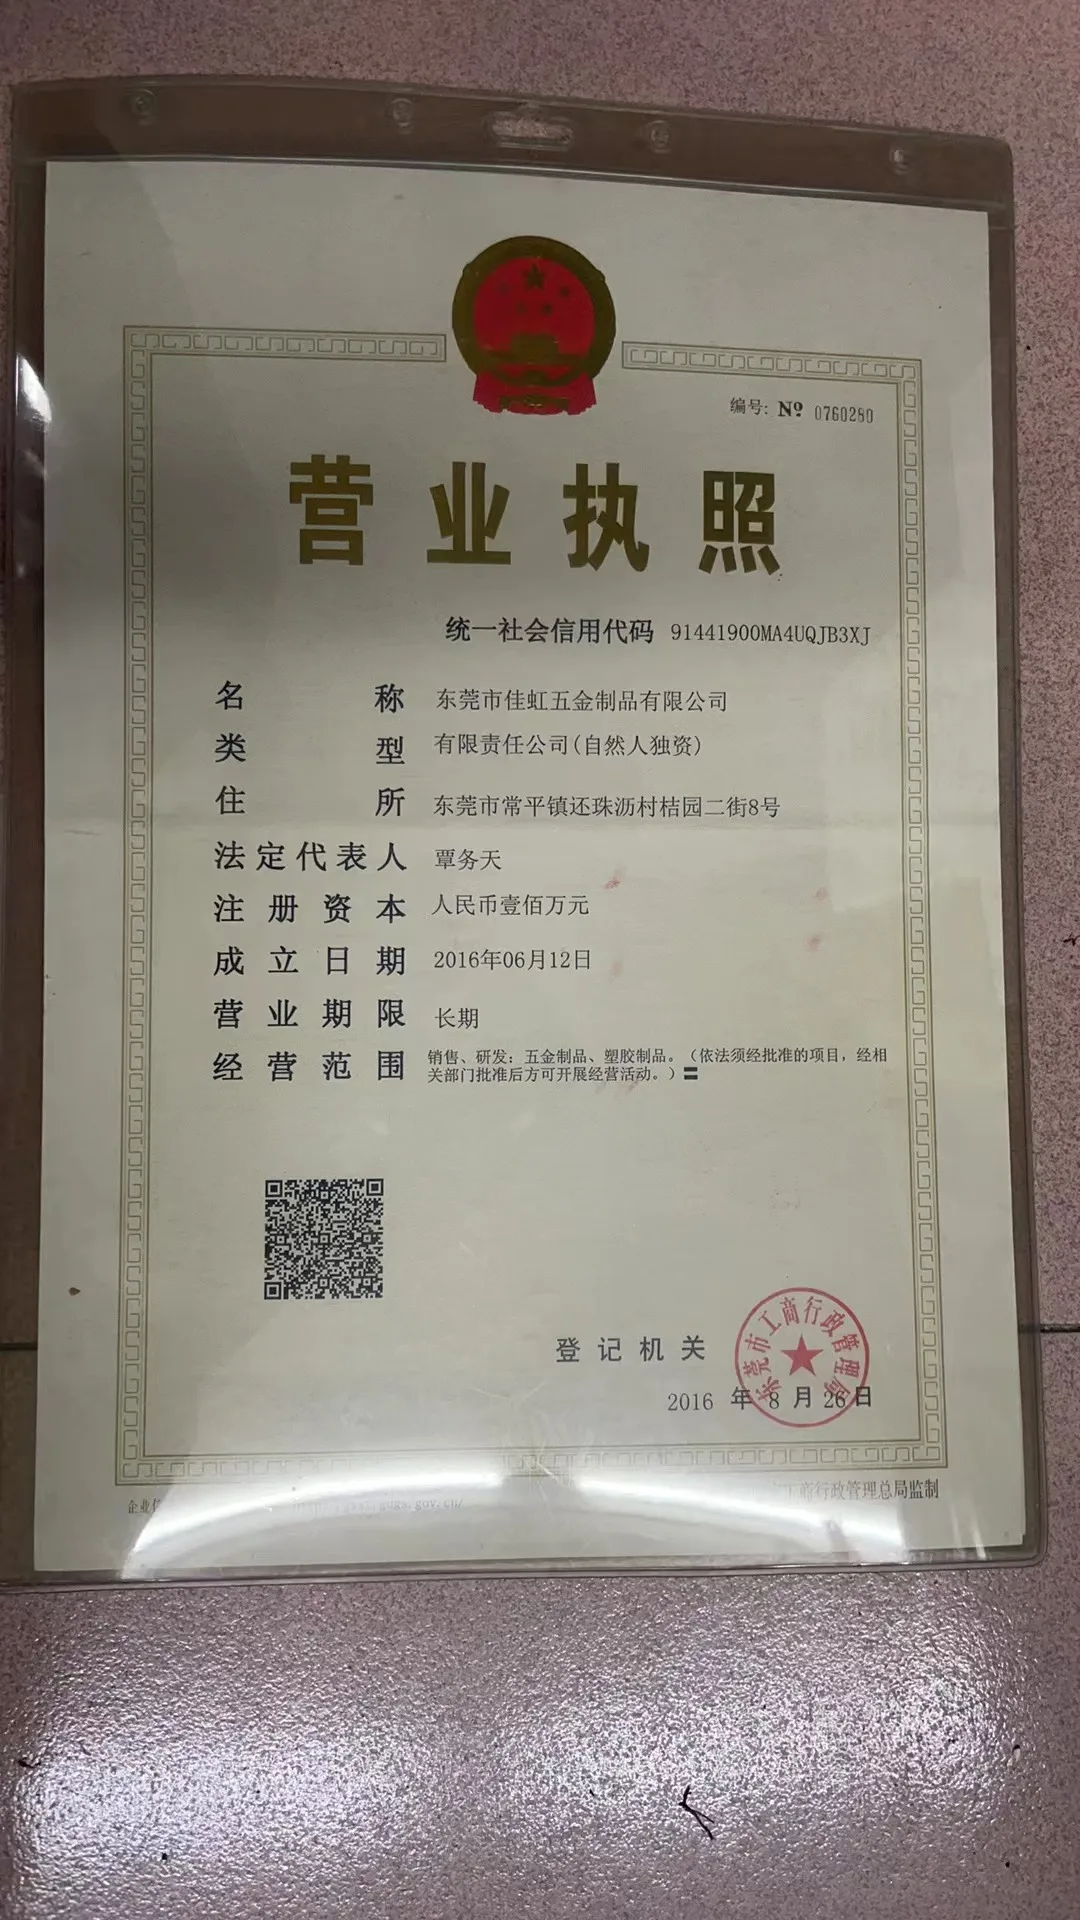 编号: Nº 0760280
营业执照
统一社会信用代码 91441900MA4UQJB3XJ
名称 东莞市佳虹五金制品有限公司
类型 有限责任公司(自然人独资)
住所 东莞市常平镇还珠沥村桔园二街8号
法定代表人 覃务天
注册资本 人民币壹佰万元
成立日期 2016年06月12日
营业期限 长期
经营范围 销售、研发：五金制品、塑胶制品。（依法须经批准的项目，经相
关部门批准后方可开展经营活动。）〓
东莞市工商行政管理局
登记机关
2016 年 8 月 26 日
工商行政管理总局监制